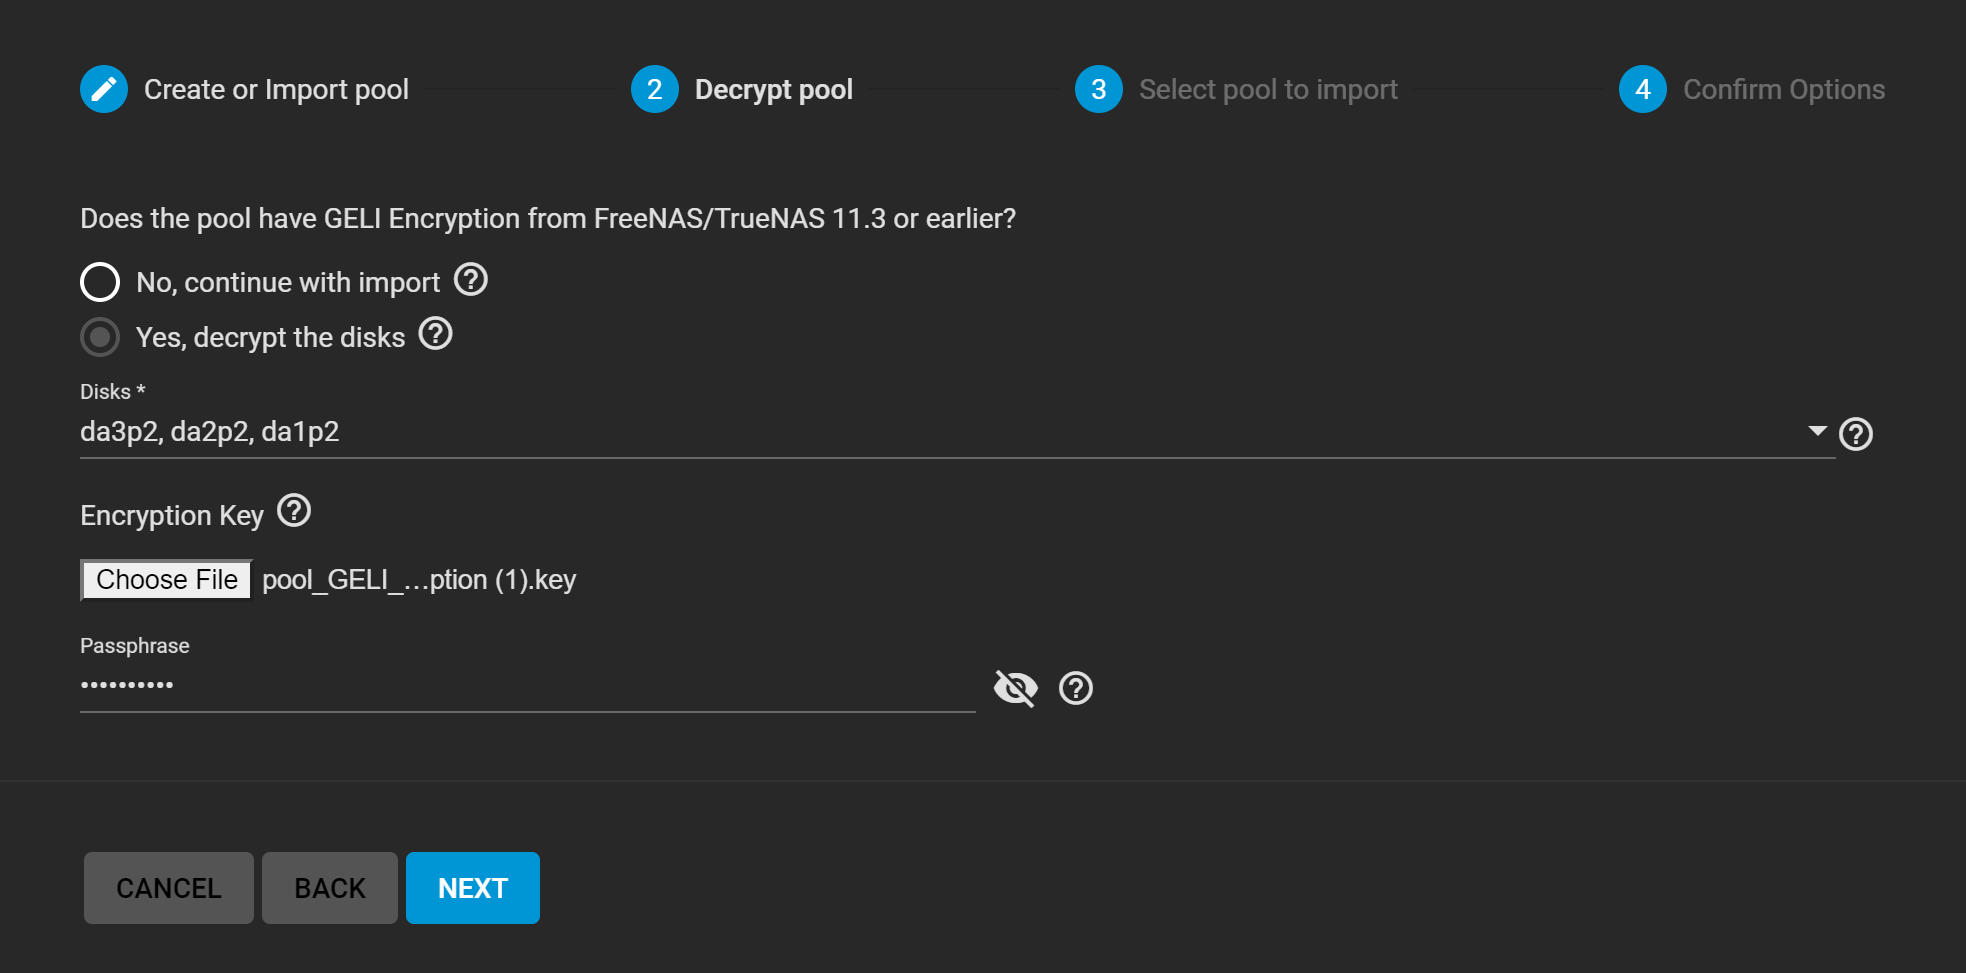 Create or Import pool
2 Decrypt pool
3 Select pool to import
4 Confirm Options
Does the pool have GELI Encryption from FreeNAS/TrueNAS 11.3 or earlier?
No, continue with import ?
Yes, decrypt the disks ?
Disks *
da3p2, da2p2, da1p2 ?
Encryption Key ?
Choose File pool_GELI_...ption (1).key
Passphrase
•••••••••• ?
CANCEL BACK NEXT